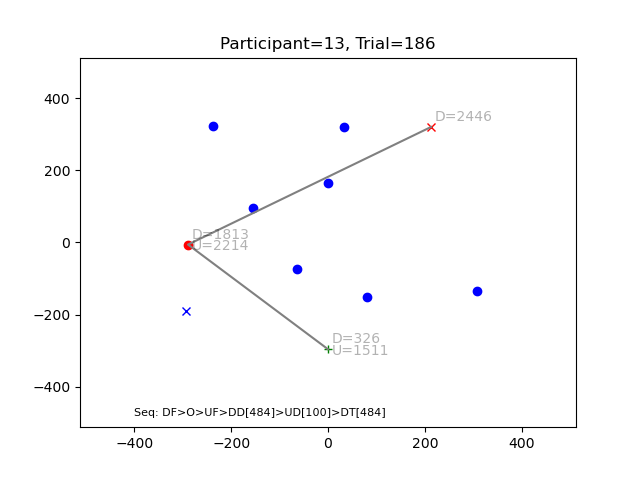 Participant=13, Trial=186
400
200
0
−200
−400
D=2446
D=1813
U=2214
D=326
U=1511
Seq: DF>O>UF>DD[484]>UD[100]>DT[484]
−400 −200 0 200 400